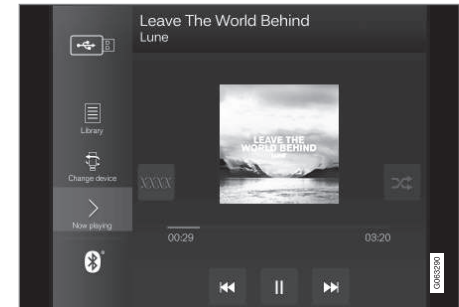 Leave The World Behind
Lune
Library
Change device
Now playing
LEAVE THE
WORLD BEHIND
XXXX
00:29
03:20
G063290